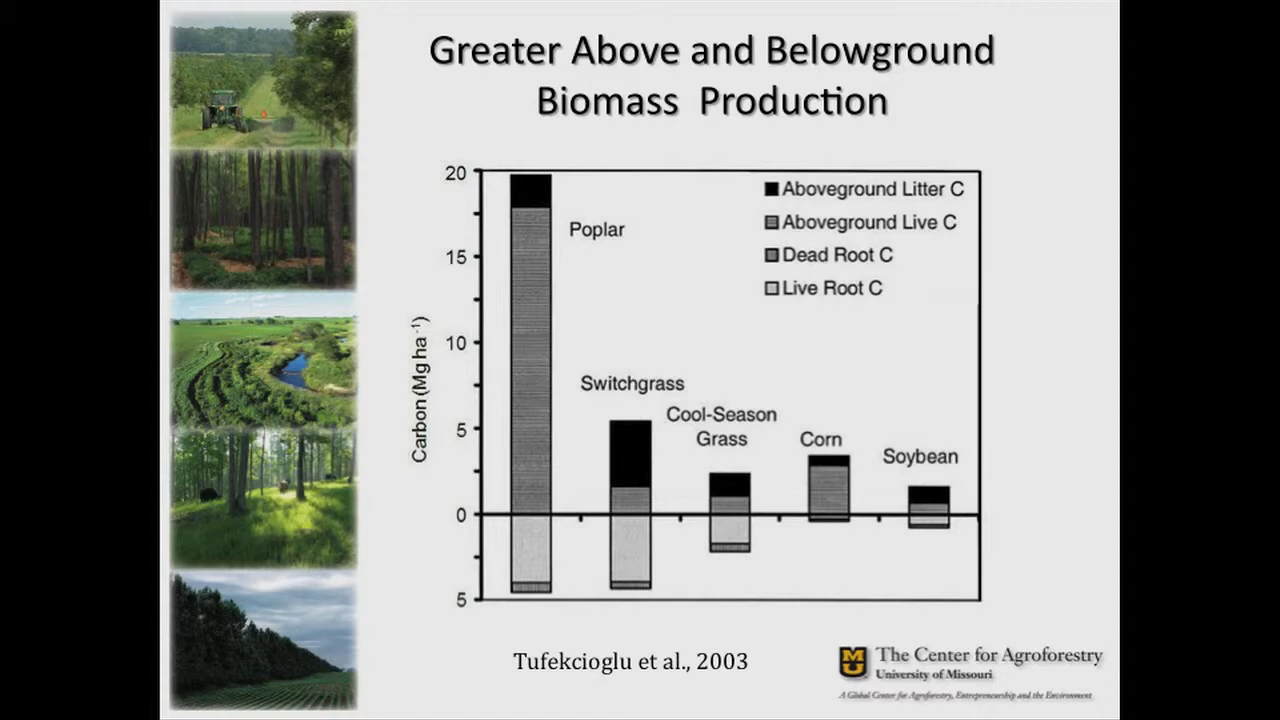 Greater Above and Belowground
Biomass Production
20
15
10
5
0
5
Carbon (Mg ha -1)
Aboveground Litter C
Aboveground Live C
Dead Root C
Live Root C
Poplar
Switchgrass
Cool-Season
Grass
Corn
Soybean
Tufekcioglu et al., 2003
The Center for Agroforestry
University of Missouri
A Global Center for Agroforestry, Entrepreneurship and the Environment